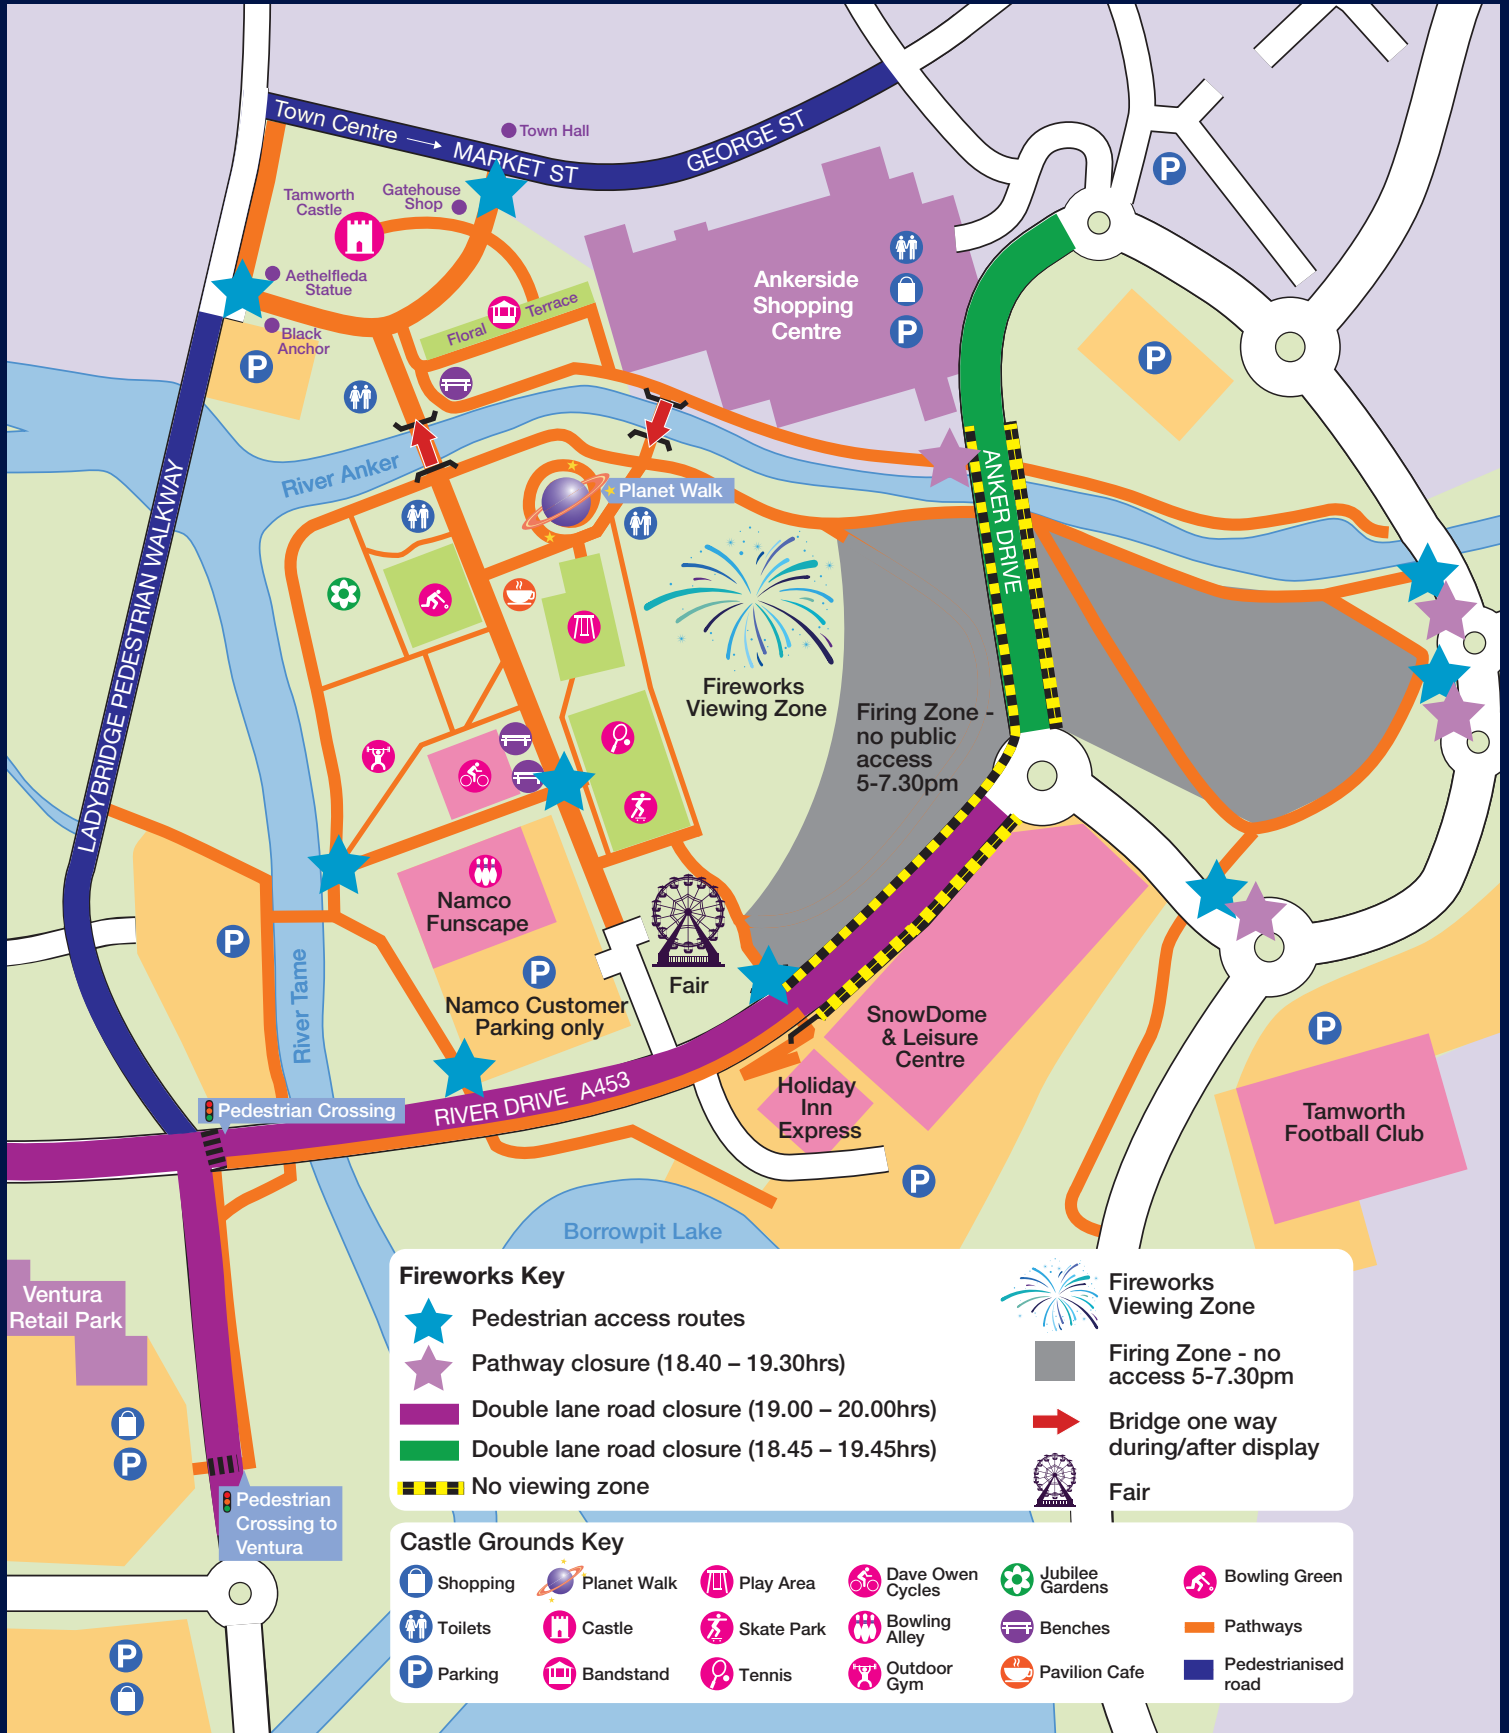 Town Centre
MARKET ST
GEORGE ST
Town Hall
Tamworth
Castle
Gatehouse
Shop
Aethelfleda
Statue
Black
Anchor
P
P
Floral Terrace
Ankerside
Shopping
Centre
P
P
River Anker
Planet Walk
ANKER DRIVE
LADYBRIDGE PEDESTRIAN WALKWAY
Fireworks
Viewing Zone
Firing Zone -
no public
access
5-7.30pm
Namco
Funscape
P
P
Namco Customer
Parking only
Fair
River Tame
SnowDome
& Leisure
Centre
Holiday
Inn
Express
P
Tamworth
Football Club
P
Pedestrian Crossing
RIVER DRIVE A453
Borrowpit Lake
Ventura
Retail Park
P
Pedestrian
Crossing to
Ventura
P
Fireworks Key
Pedestrian access routes
Pathway closure (18.40 – 19.30hrs)
Double lane road closure (19.00 – 20.00hrs)
Double lane road closure (18.45 – 19.45hrs)
No viewing zone
Fireworks
Viewing Zone
Firing Zone - no
access 5-7.30pm
Bridge one way
during/after display
Fair
Castle Grounds Key
Shopping
Toilets
P Parking
Planet Walk
Castle
Bandstand
Play Area
Skate Park
Tennis
Dave Owen
Cycles
Bowling
Alley
Outdoor
Gym
Jubilee
Gardens
Benches
Pavilion Cafe
Bowling Green
Pathways
Pedestrianised
road